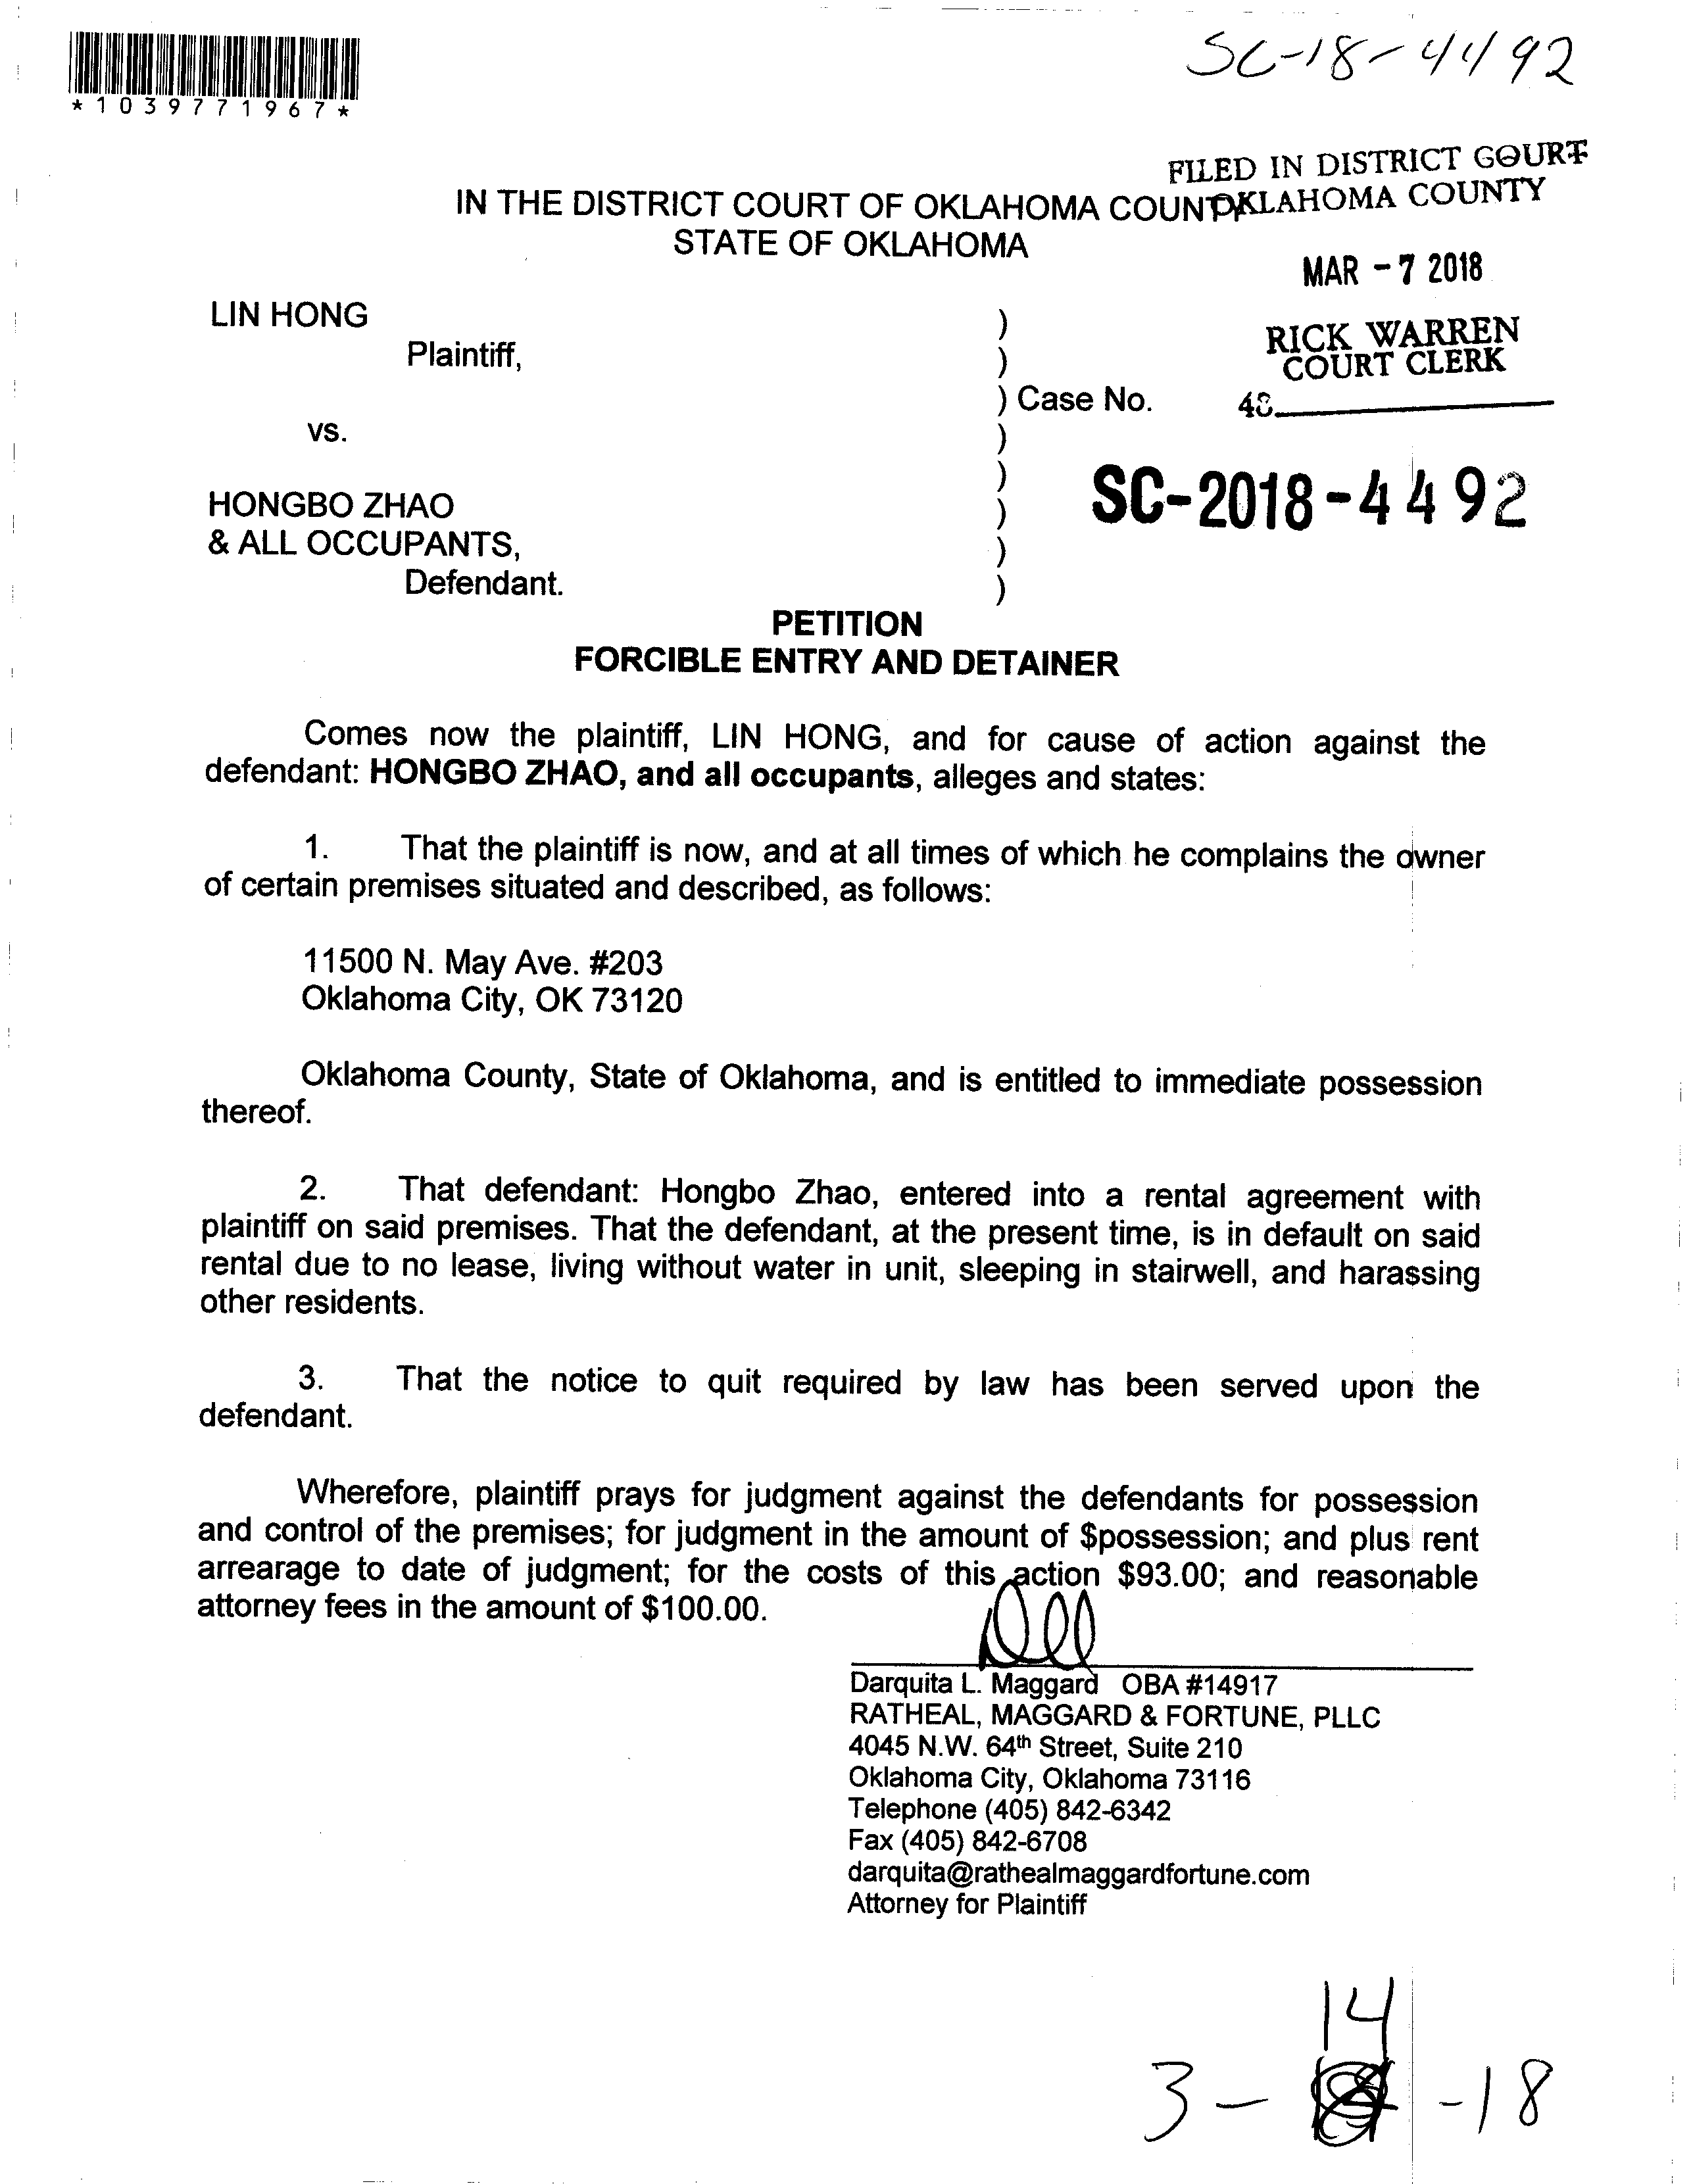 SC-18-4492
*1039771967*
FILED IN DISTRICT COURT
OKLAHOMA COUNTY
IN THE DISTRICT COURT OF OKLAHOMA COUNTY
STATE OF OKLAHOMA
MAR - 7 2018
LIN HONG )
RICK WARREN
COURT CLERK
Plaintiff, )
) Case No.
vs. )
)
SC-2018-4492
HONGBO ZHAO )
& ALL OCCUPANTS, )
Defendant. )
PETITION
FORCIBLE ENTRY AND DETAINER
Comes now the plaintiff, LIN HONG, and for cause of action against the
defendant: HONGBO ZHAO, and all occupants, alleges and states:
1. That the plaintiff is now, and at all times of which he complains the owner
of certain premises situated and described, as follows:
11500 N. May Ave. #203
Oklahoma City, OK 73120
Oklahoma County, State of Oklahoma, and is entitled to immediate possession
thereof.
2. That defendant: Hongbo Zhao, entered into a rental agreement with
plaintiff on said premises. That the defendant, at the present time, is in default on said
rental due to no lease, living without water in unit, sleeping in stairwell, and harassing
other residents.
3. That the notice to quit required by law has been served upon the
defendant.
Wherefore, plaintiff prays for judgment against the defendants for possession
and control of the premises; for judgment in the amount of $possession; and plus rent
arrearage to date of judgment; for the costs of this action $93.00; and reasonable
attorney fees in the amount of $100.00.
Darquita L. Maggard OBA #14917
RATHEAL, MAGGARD & FORTUNE, PLLC
4045 N.W. 64th Street, Suite 210
Oklahoma City, Oklahoma 73116
Telephone (405) 842-6342
Fax (405) 842-6708
darquita@rathealmaggardfortune.com
Attorney for Plaintiff
14
3- -18